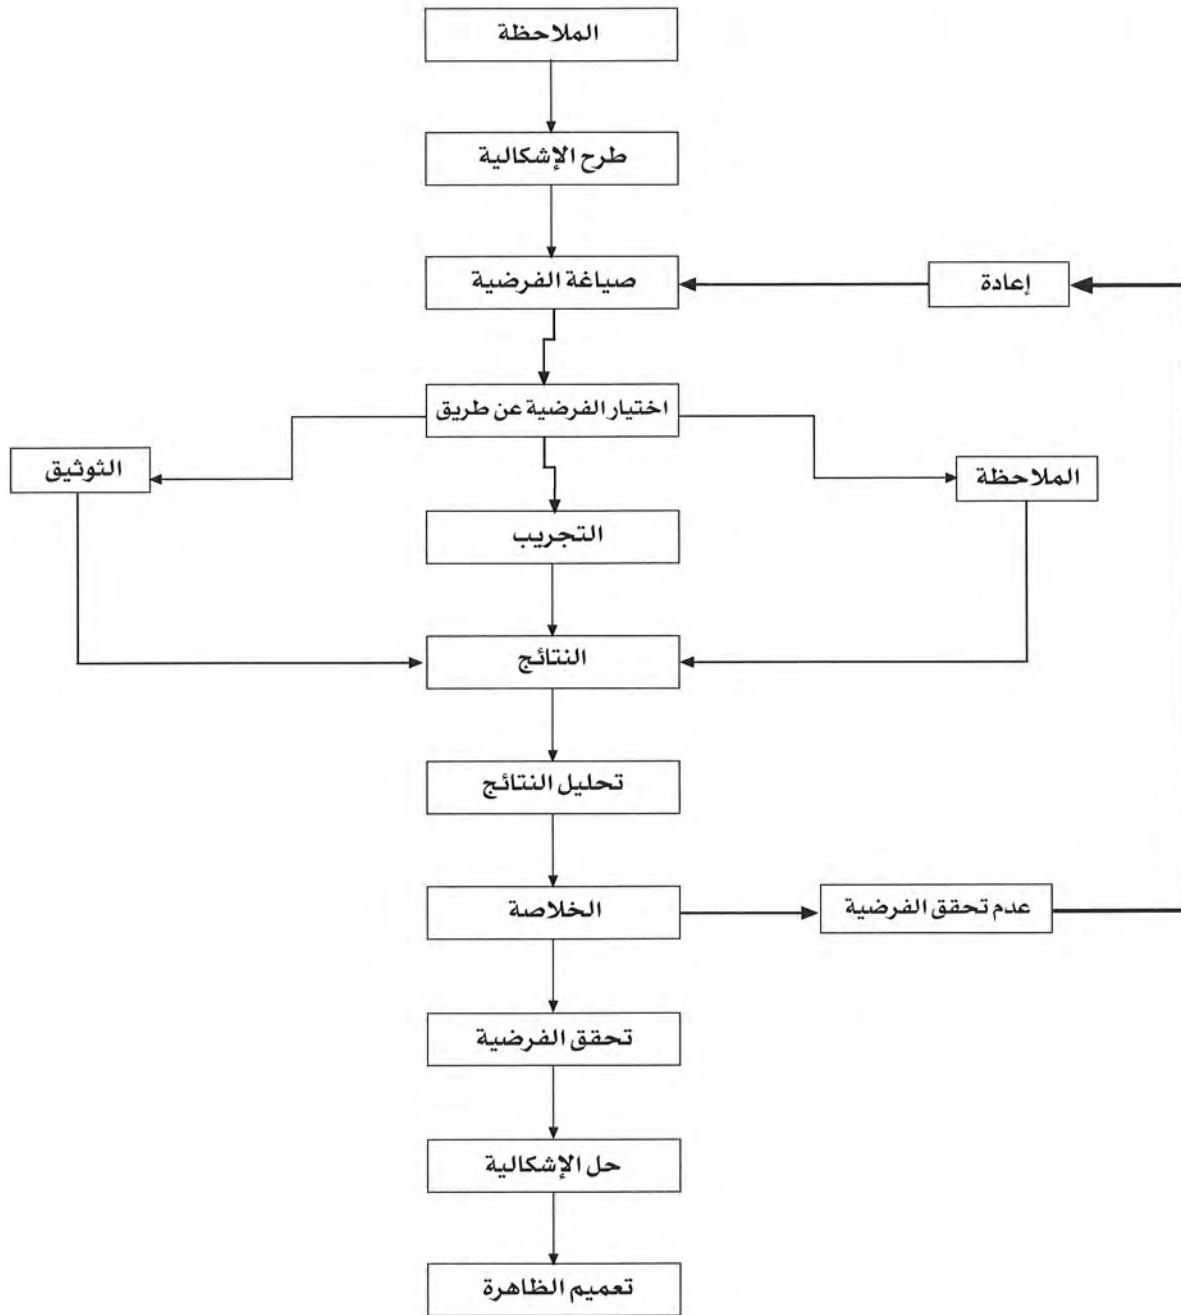 الملاحظة
طرح الإشكالية
صياغة الفرضية
إعادة
اختيار الفرضية عن طريق
الملاحظة
التوثيق
التجريب
النتائج
تحليل النتائج
الخلاصة
عدم تحقق الفرضية
تحقق الفرضية
حل الإشكالية
تعميم الظاهرة